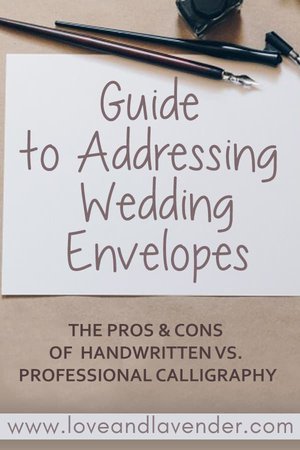 Guide
to Addressing
Wedding
Envelopes
THE PROS & CONS
OF HANDWRITTEN VS.
PROFESSIONAL CALLIGRAPHY
www.loveandlavender.com